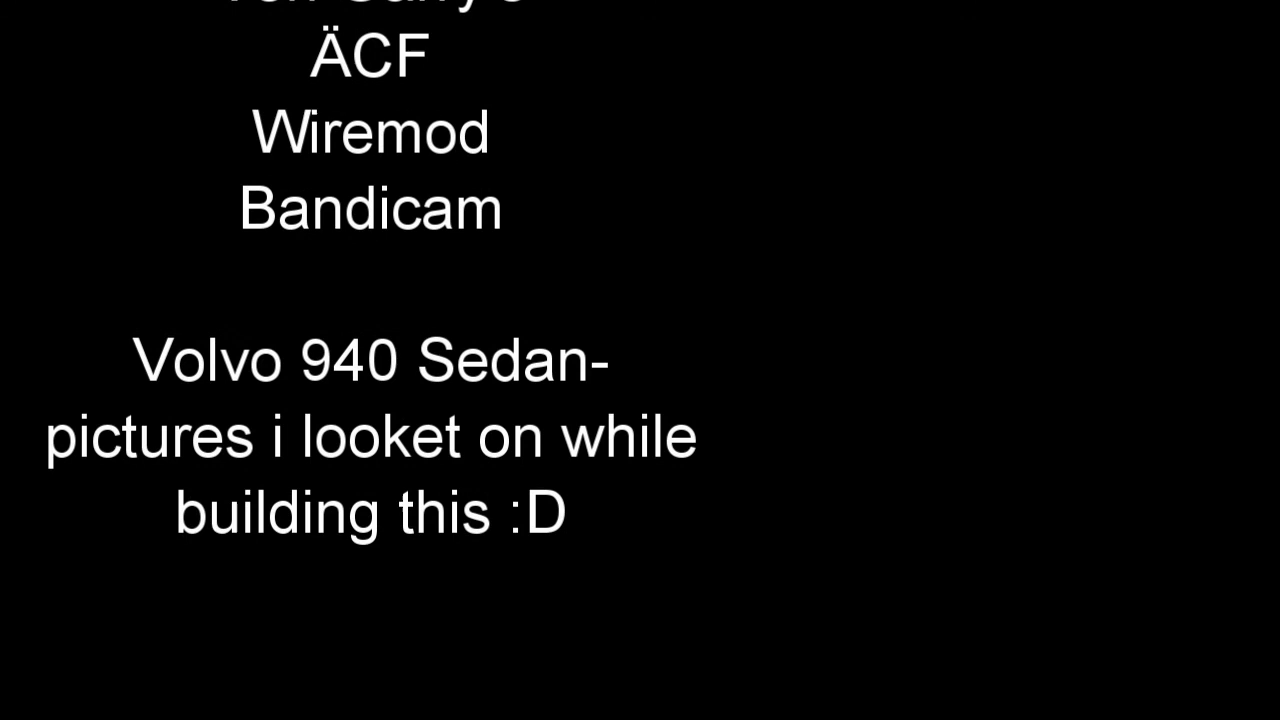 ÄCF
Wiremod
Bandicam
Volvo 940 Sedan-
pictures i looket on while
building this :D